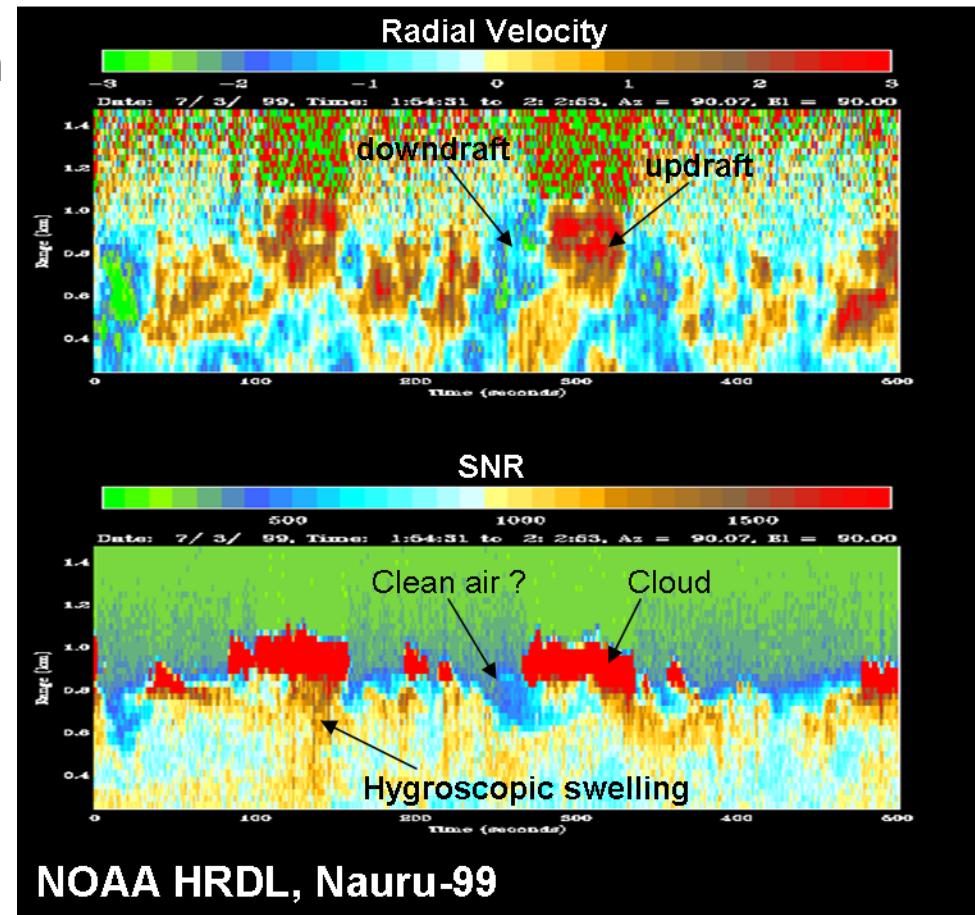 Radial Velocity
-3 -2 -1 0 1 2 3
Date: 7/ 3/ 99, Time: 1:54:31 to 2: 2:53, Az = 90.07, El = 90.00
1.4
downdraft
updraft
1.2
1.0
Range (km)
0.8
0.6
0.4
0 100 200 300 400 500
Time (seconds)
SNR
500 1000 1500
Date: 7/ 3/ 99, Time: 1:54:31 to 2: 2:53, Az = 90.07, El = 90.00
1.4
Clean air ? Cloud
1.2
1.0
Range (km)
0.8
0.6
0.4
Hygroscopic swelling
0 100 200 300 400 500
Time (seconds)
NOAA HRDL, Nauru-99